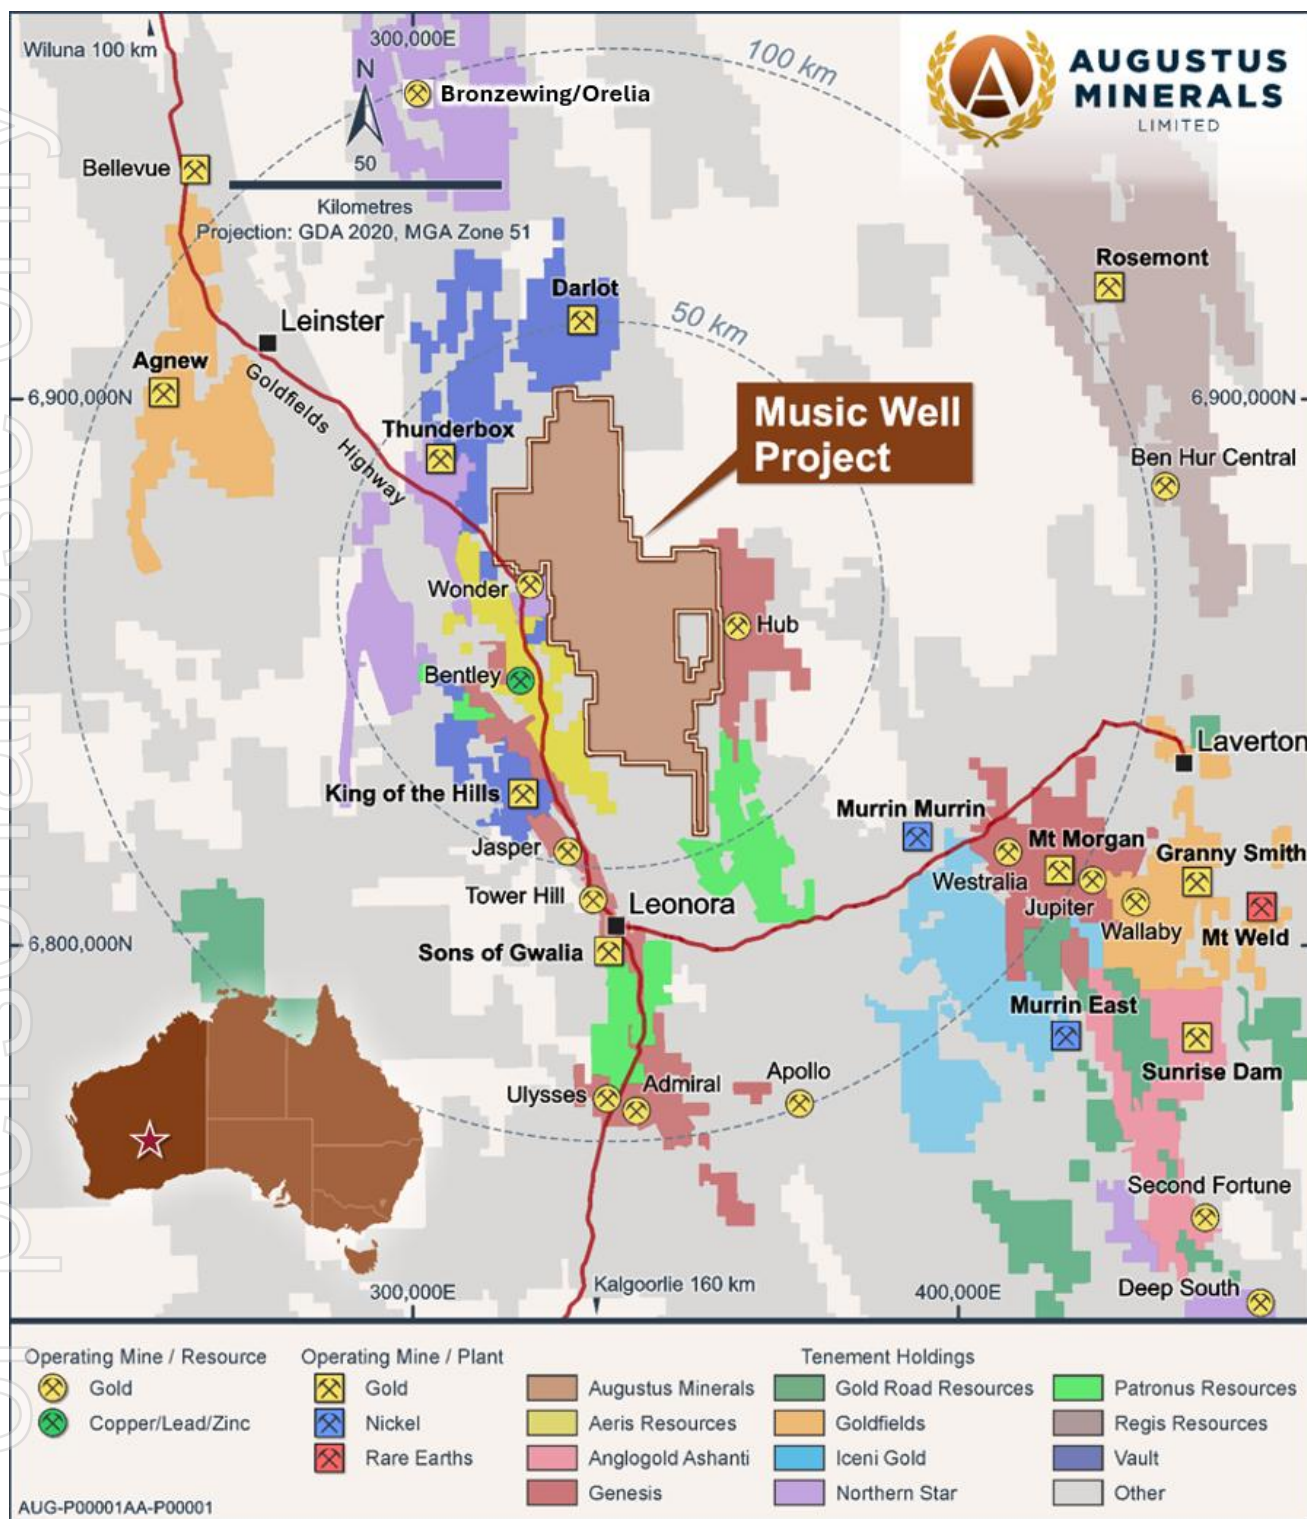 Wiluna 100 km
300,000E
100 km
AUGUSTUS
MINERALS
LIMITED
N
Bronzewing/Orelia
50
Kilometres
Projection: GDA 2020, MGA Zone 51
Bellevue
Rosemont
Darlot
50 km
Leinster
Agnew
6,900,000N
6,900,000N
Goldfields Highway
Music Well
Project
Thunderbox
Ben Hur Central
Wonder
Hub
Bentley
Laverton
King of the Hills
Murrin Murrin
Jasper
Mt Morgan
Granny Smith
Westralia
Tower Hill
Leonora
Jupiter
Wallaby
Mt Weld
6,800,000N
Sons of Gwalia
Murrin East
Sunrise Dam
Ulysses
Admiral
Apollo
Second Fortune
Deep South
300,000E
Kalgoorlie 160 km
400,000E
Operating Mine / Resource
Gold
Copper/Lead/Zinc
Operating Mine / Plant
Gold
Nickel
Rare Earths
Tenement Holdings
Augustus Minerals
Aeris Resources
Anglogold Ashanti
Genesis
Gold Road Resources
Goldfields
Iceni Gold
Northern Star
Patronus Resources
Regis Resources
Vault
Other
AUG-P00001AA-P00001